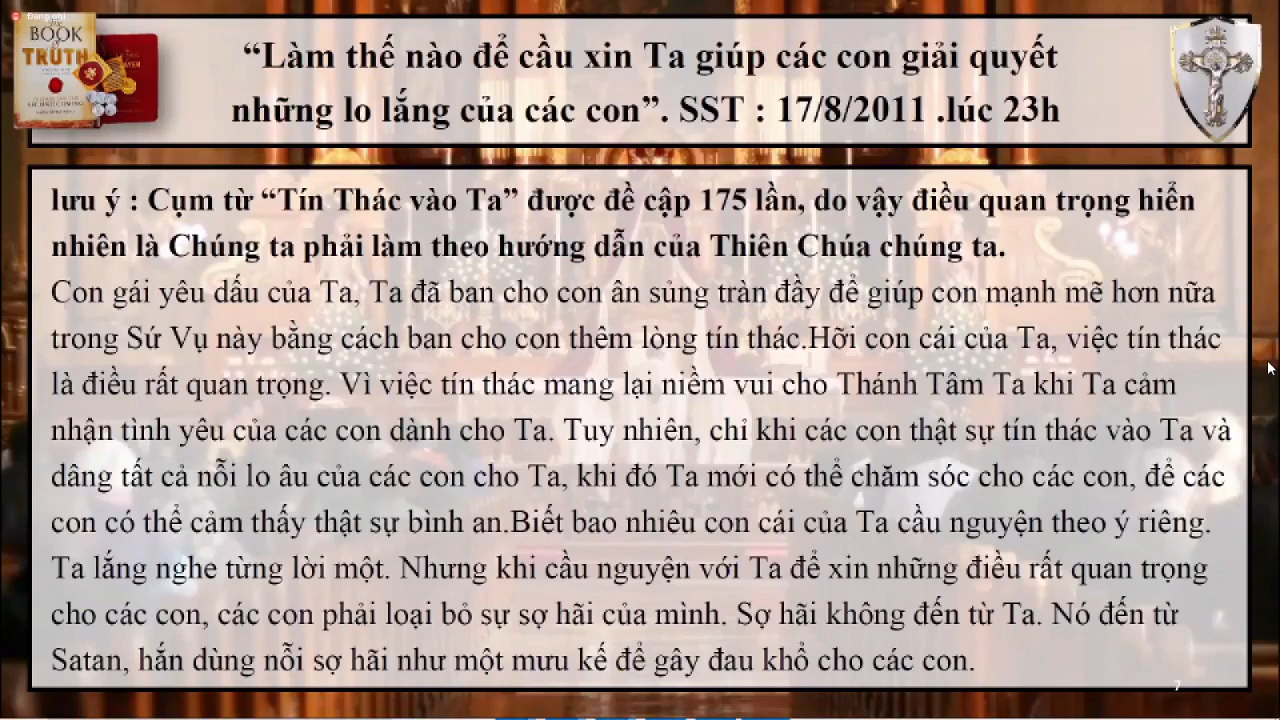 Đang ghi
THE
BOOK
OF
TRUTH
“Làm thế nào để cầu xin Ta giúp các con giải quyết
những lo lắng của các con”. SST : 17/8/2011 .lúc 23h
lưu ý : Cụm từ “Tín Thác vào Ta” được đề cập 175 lần, do vậy điều quan trọng hiển
nhiên là Chúng ta phải làm theo hướng dẫn của Thiên Chúa chúng ta.
Con gái yêu dấu của Ta, Ta đã ban cho con ân sủng tràn đầy để giúp con mạnh mẽ hơn nữa
trong Sứ Vụ này bằng cách ban cho con thêm lòng tín thác.Hỡi con cái của Ta, việc tín thác
là điều rất quan trọng. Vì việc tín thác mang lại niềm vui cho Thánh Tâm Ta khi Ta cảm
nhận tình yêu của các con dành cho Ta. Tuy nhiên, chỉ khi các con thật sự tín thác vào Ta và
dâng tất cả nỗi lo âu của các con cho Ta, khi đó Ta mới có thể chăm sóc cho các con, để các
con có thể cảm thấy thật sự bình an.Biết bao nhiêu con cái của Ta cầu nguyện theo ý riêng.
Ta lắng nghe từng lời một. Nhưng khi cầu nguyện với Ta để xin những điều rất quan trọng
cho các con, các con phải loại bỏ sự sợ hãi của mình. Sợ hãi không đến từ Ta. Nó đến từ
Satan, hắn dùng nỗi sợ hãi như một mưu kế để gây đau khổ cho các con.
7